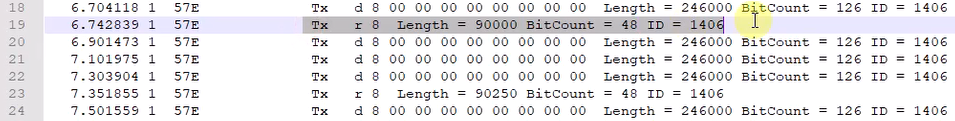 18 6.704118 1 57E Tx d 8 00 00 00 00 00 00 00 00 Length = 246000 BitCount = 126 ID = 1406
19 6.742839 1 57E Tx r 8 Length = 90000 BitCount = 48 ID = 1406
20 6.901473 1 57E Tx d 8 00 00 00 00 00 00 00 00 Length = 246000 BitCount = 126 ID = 1406
21 7.101975 1 57E Tx d 8 00 00 00 00 00 00 00 00 Length = 246000 BitCount = 126 ID = 1406
22 7.303904 1 57E Tx d 8 00 00 00 00 00 00 00 00 Length = 246000 BitCount = 126 ID = 1406
23 7.351855 1 57E Tx r 8 Length = 90250 BitCount = 48 ID = 1406
24 7.501559 1 57E Tx d 8 00 00 00 00 00 00 00 00 Length = 246000 BitCount = 126 ID = 1406